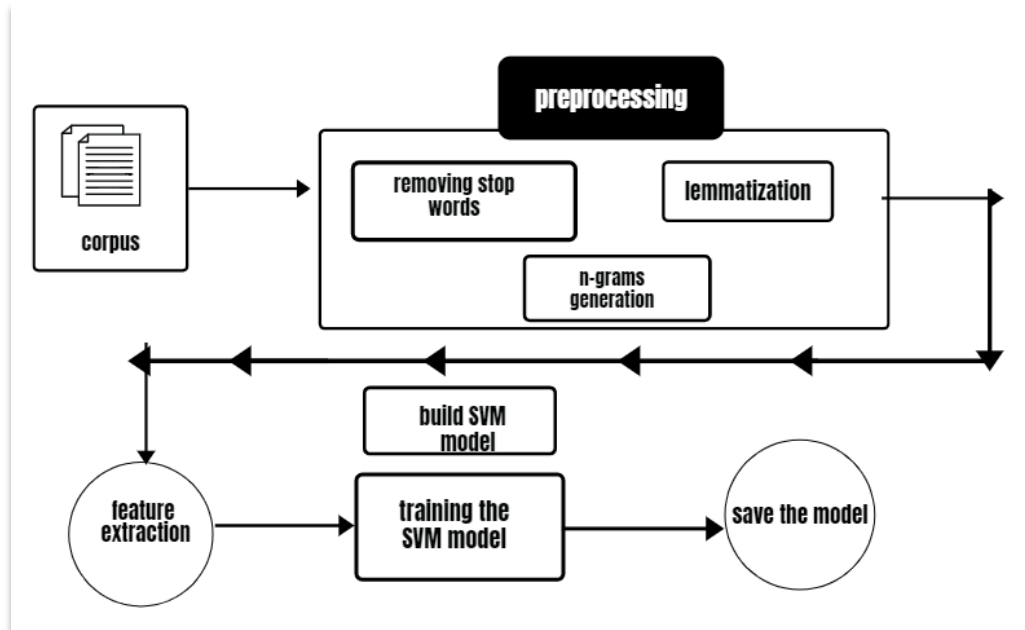 preprocessing
corpus
removing stop
words
lemmatization
n-grams
generation
build SVM
model
feature
extraction
training the
SVM model
save the model